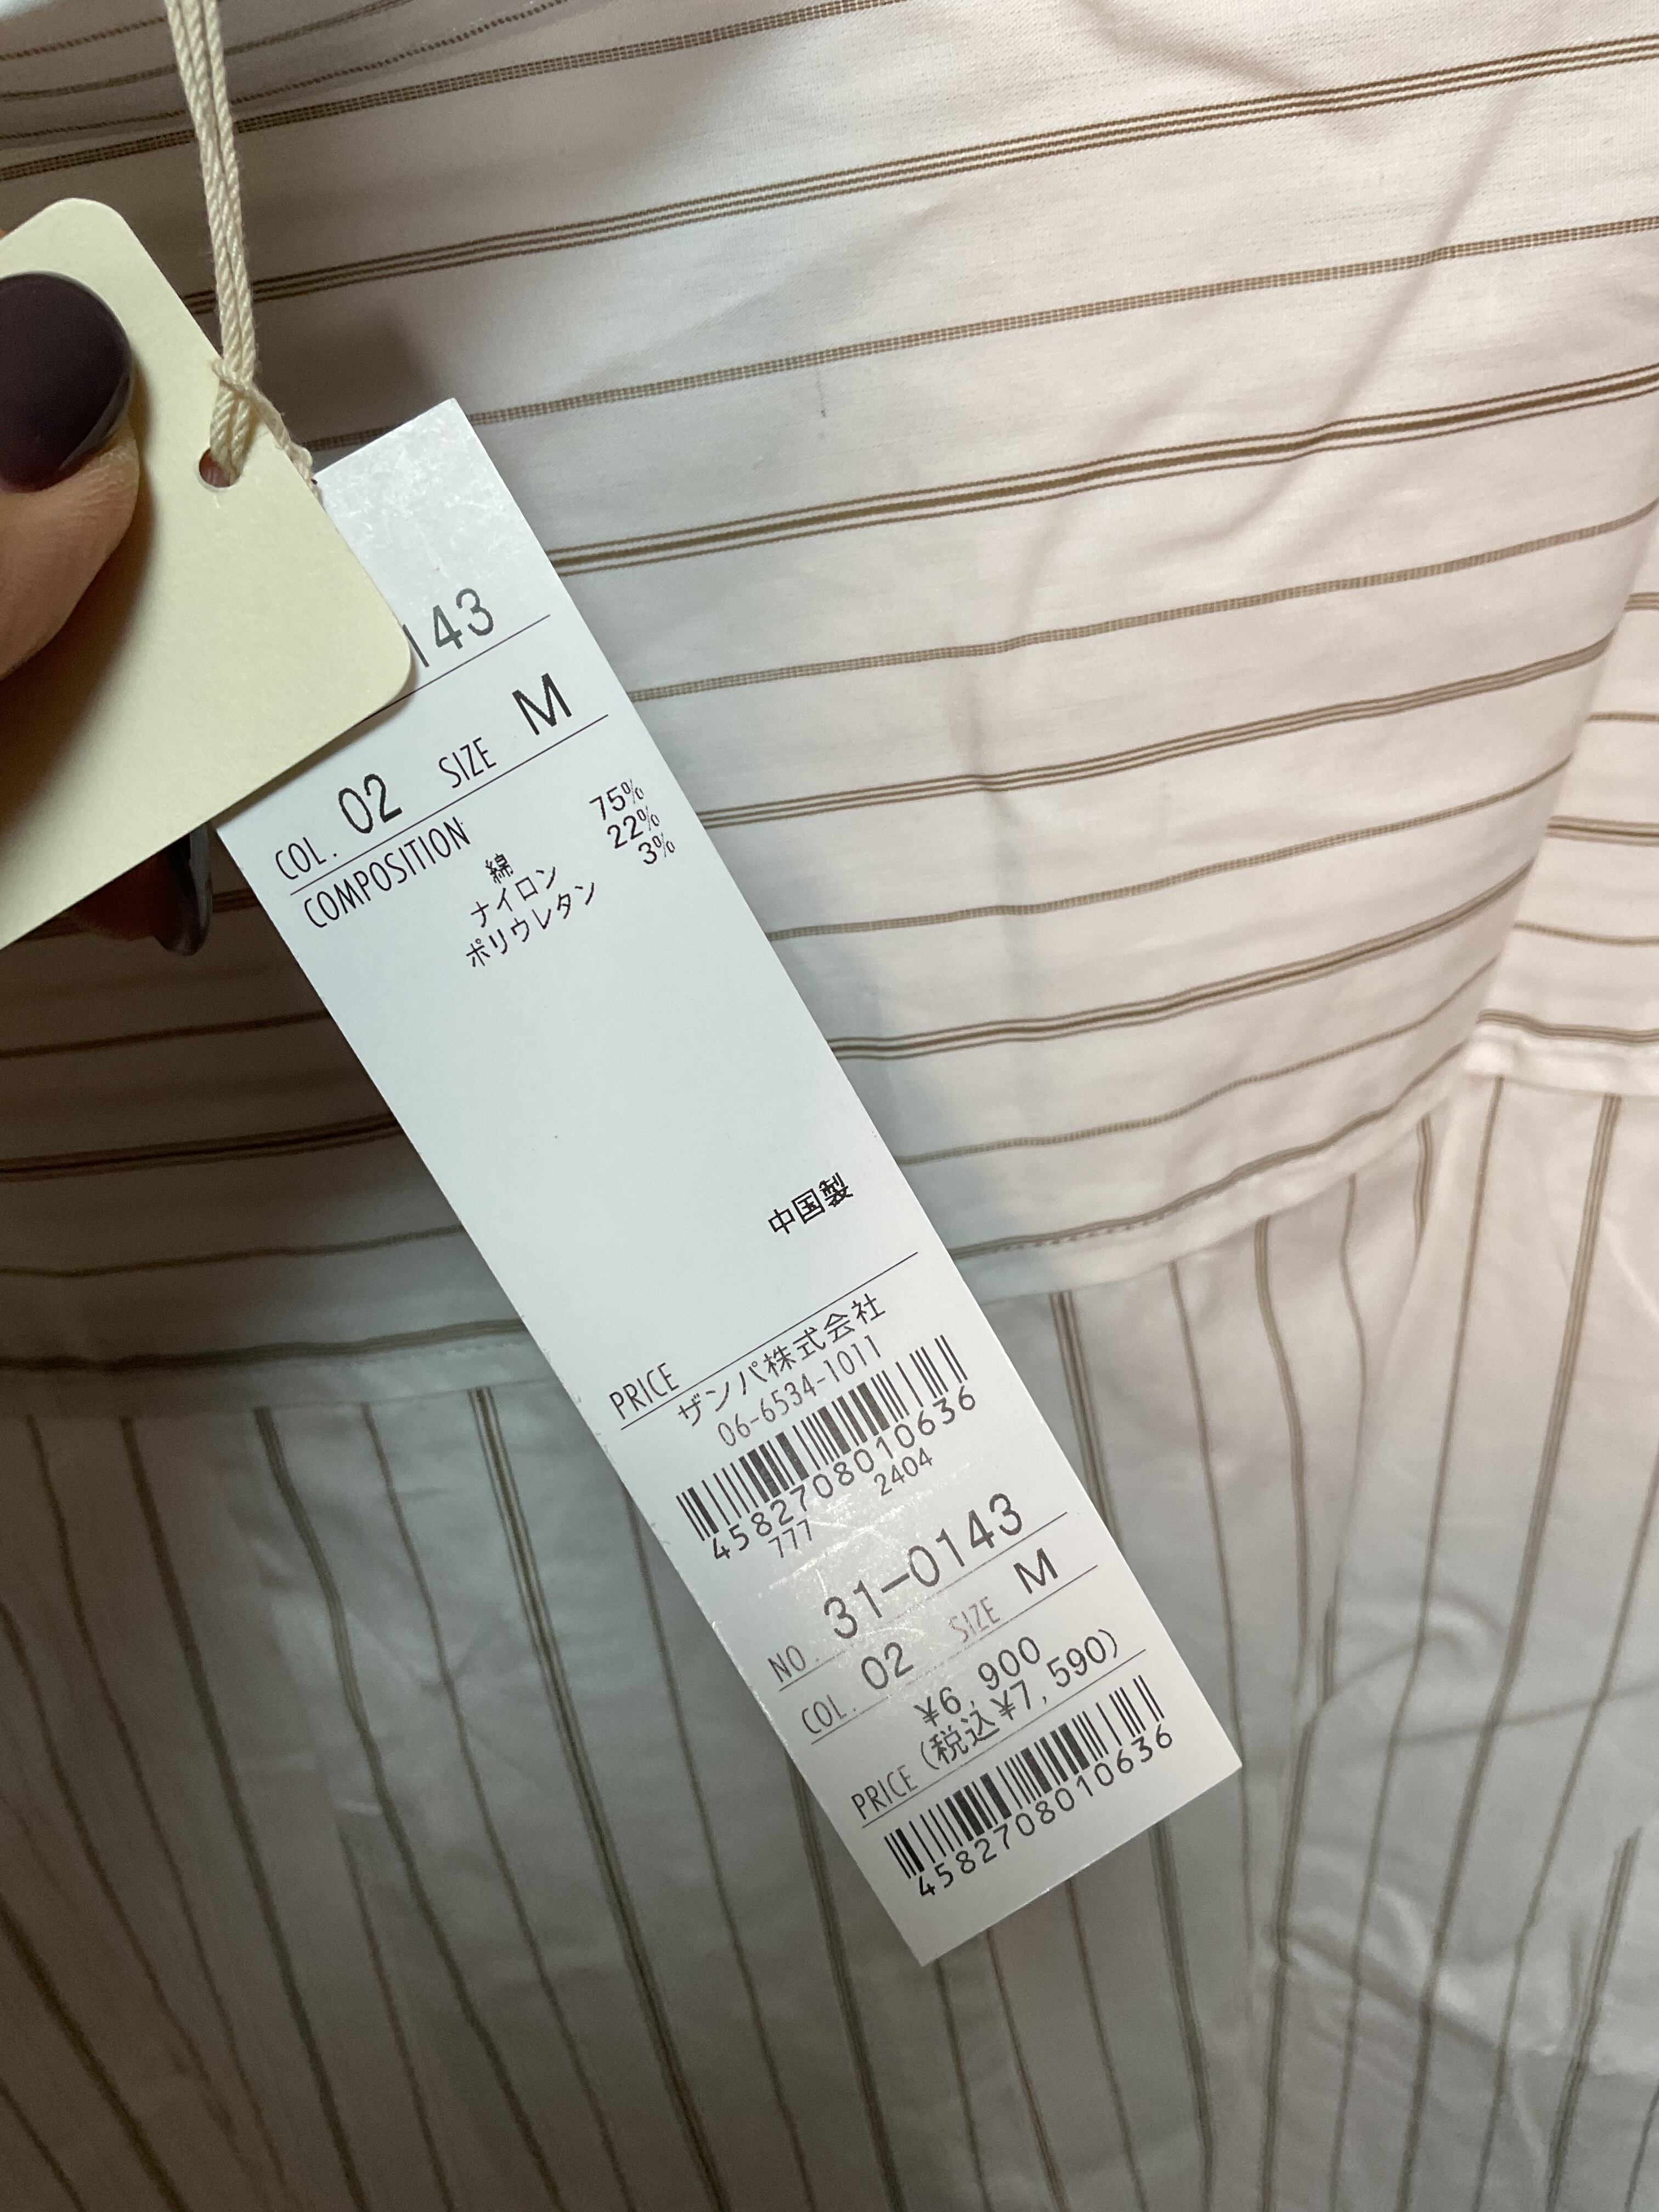 143
COL. 02 SIZE M
COMPOSITION
綿 75%
ナイロン 22%
ポリウレタン 3%
中国製
PRICE
ザンパ株式会社
06-6534-1011
4582708010636
777 2404
NO. 31-0143
COL. 02 SIZE M
¥6,900
PRICE (税込¥7,590)
4582708010636